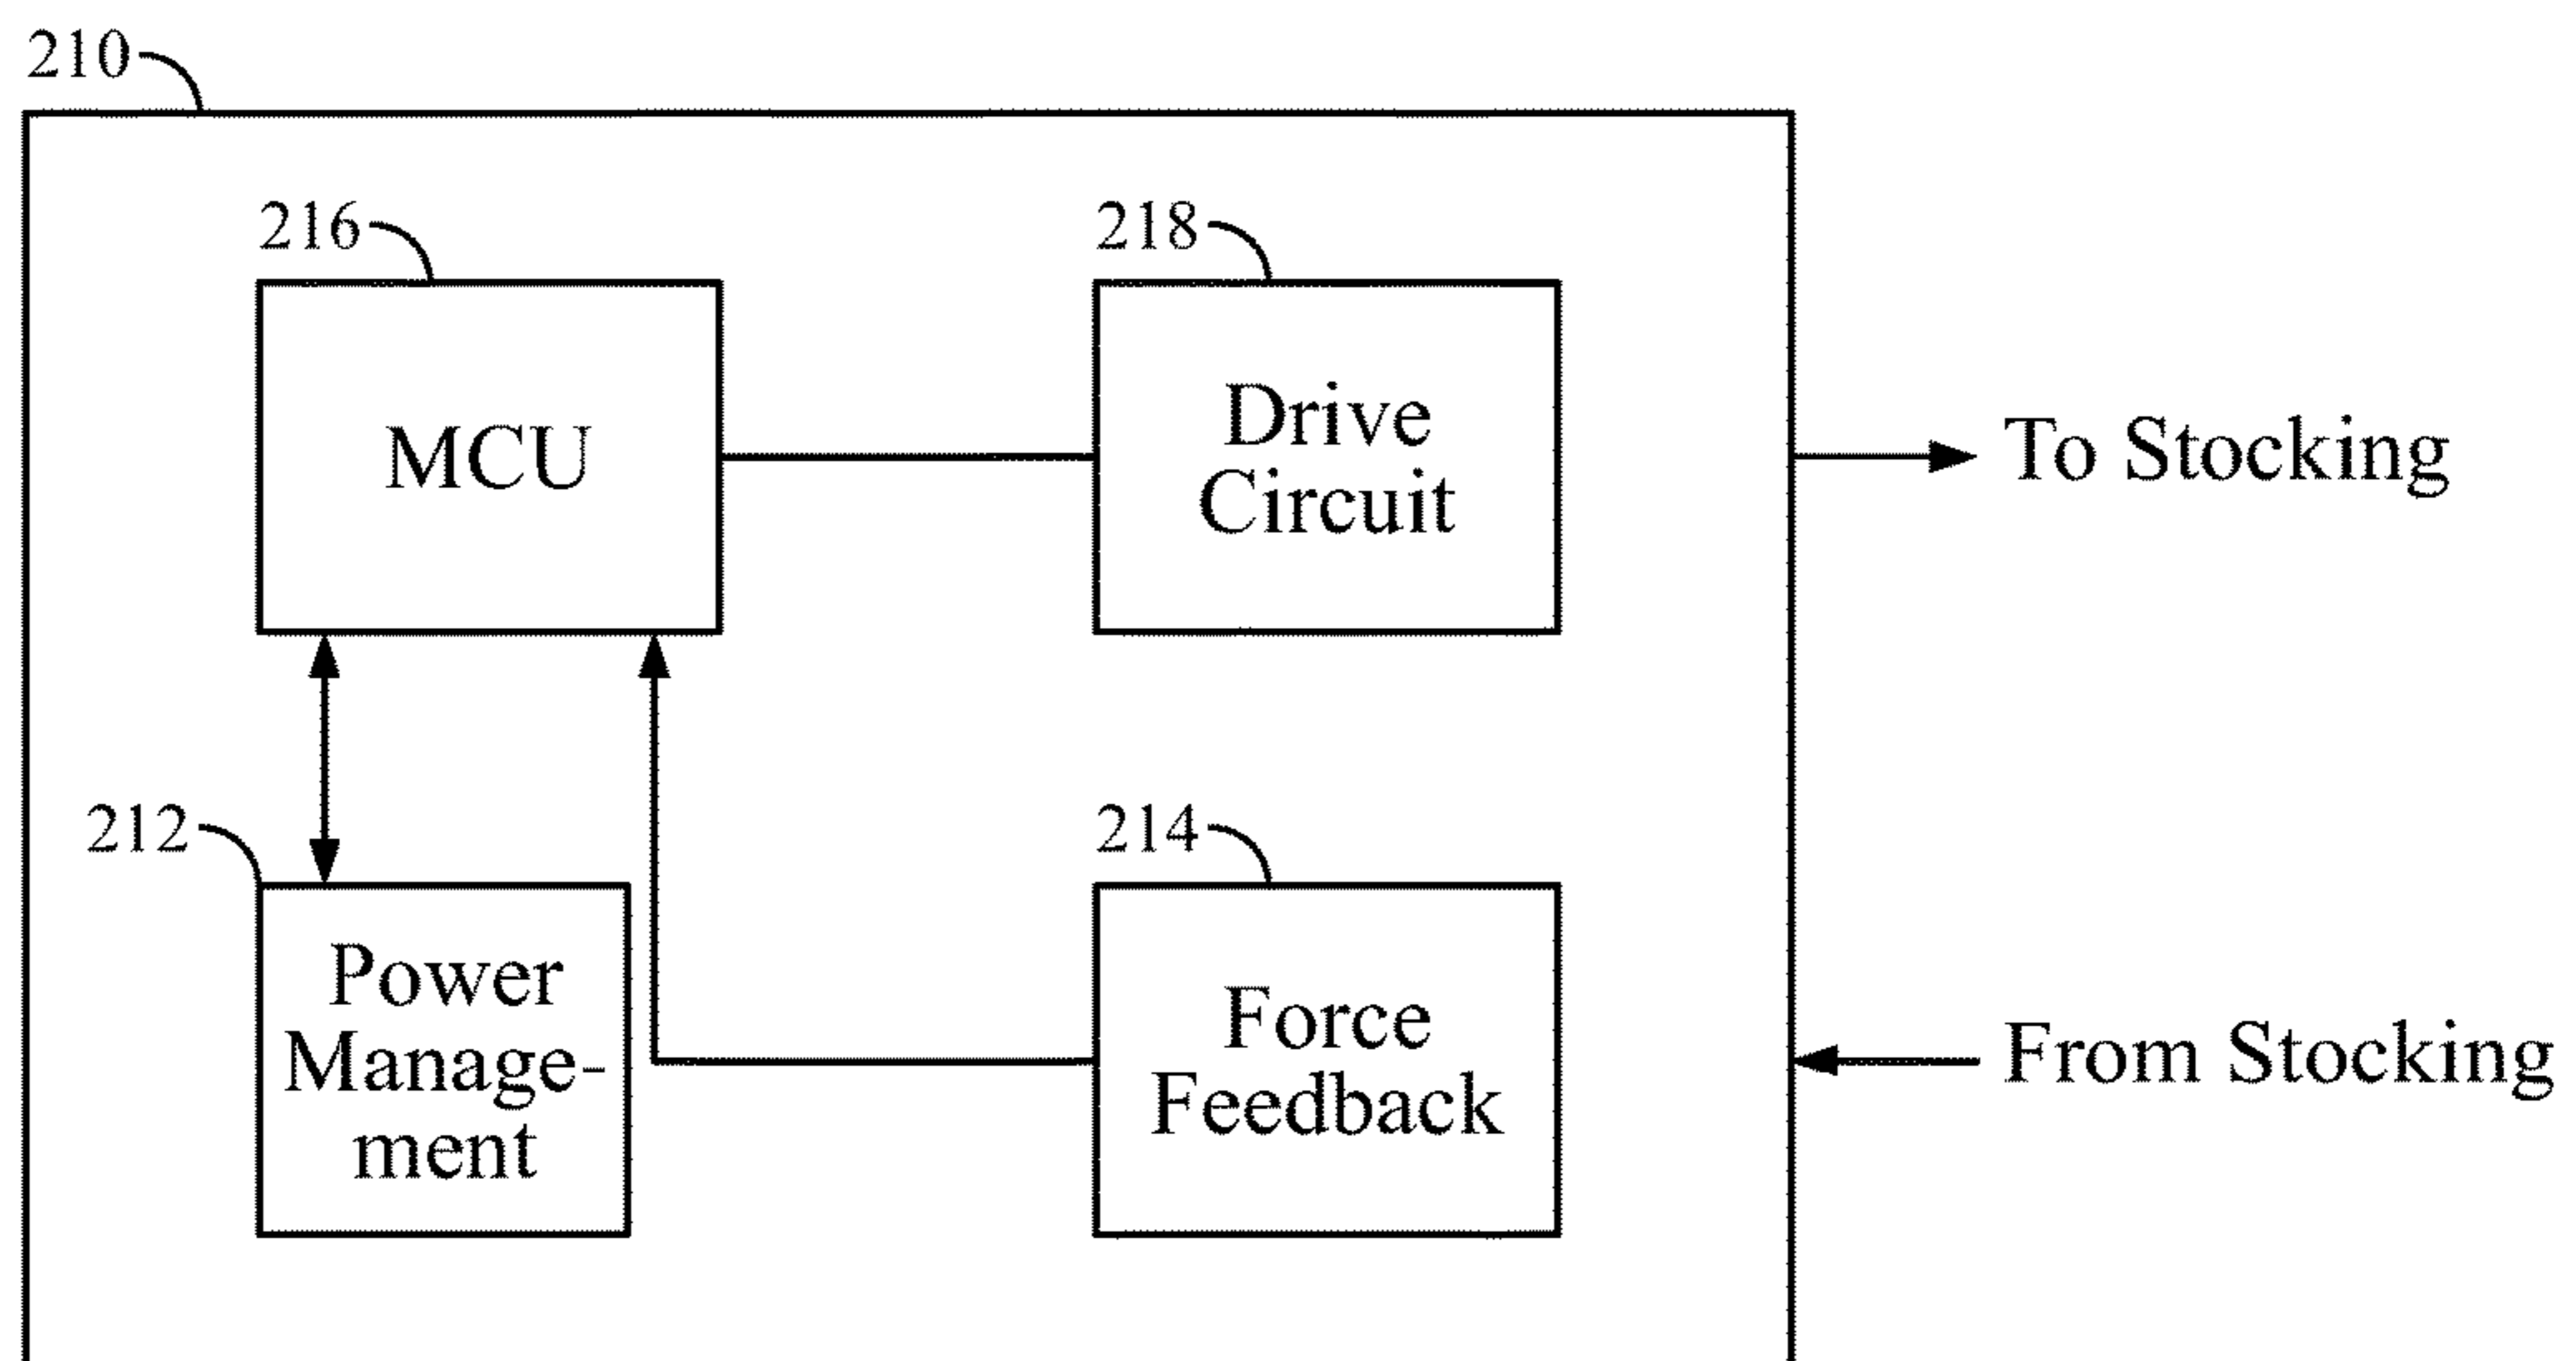 210
216
218
MCU
Drive
Circuit
To Stocking
212
214
Power
Manage-
ment
Force
Feedback
From Stocking